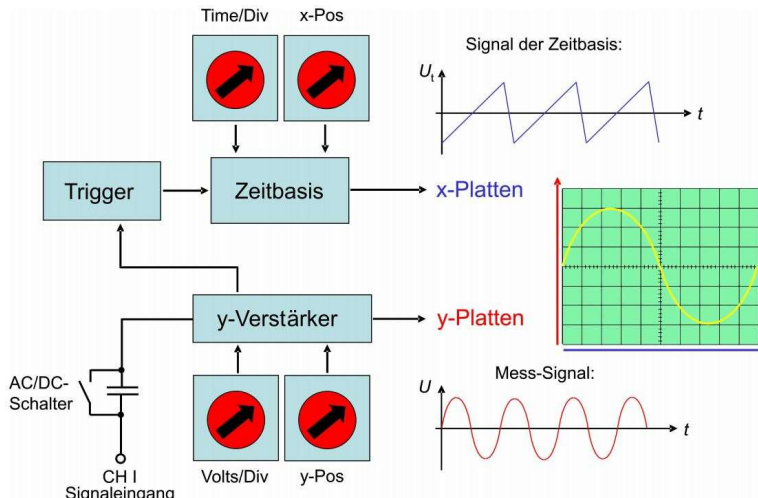 Time/Div
x-Pos
Signal der Zeitbasis:
Ut
t
Trigger
Zeitbasis
x-Platten
y-Verstärker
y-Platten
AC/DC-
Schalter
Mess-Signal:
U
t
CH I
Signaleingang
Volts/Div
y-Pos